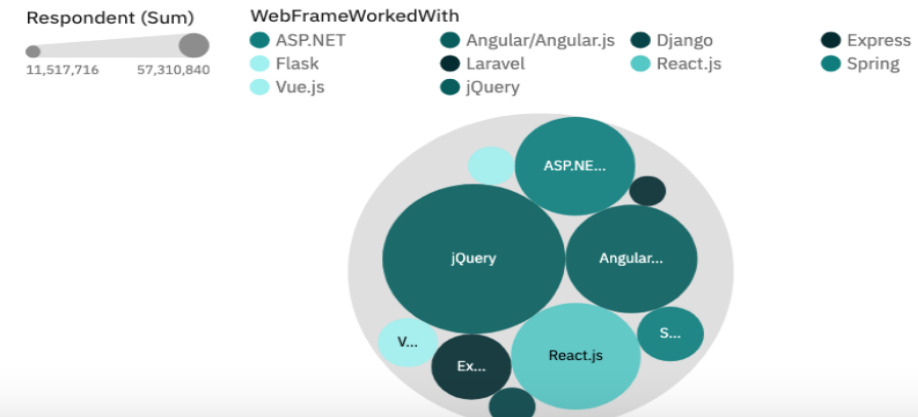 Respondent (Sum)
11,517,716 57,310,840
WebFrameWorkedWith
ASP.NET Angular/Angular.js Django Express
Flask Laravel React.js Spring
Vue.js jQuery
ASP.NE...
jQuery
Angular...
S...
V...
React.js
Ex...